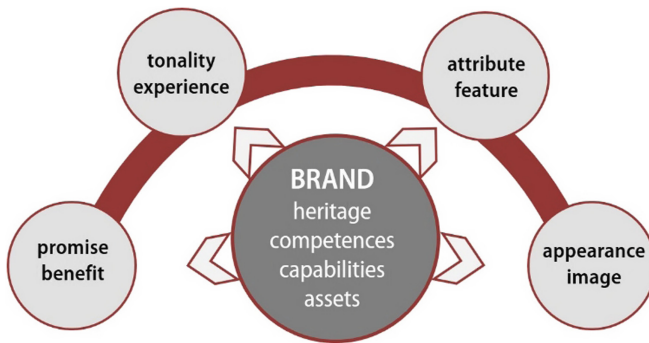 tonality
experience
attribute
feature
promise
benefit
BRAND
heritage
competences
capabilities
assets
appearance
image